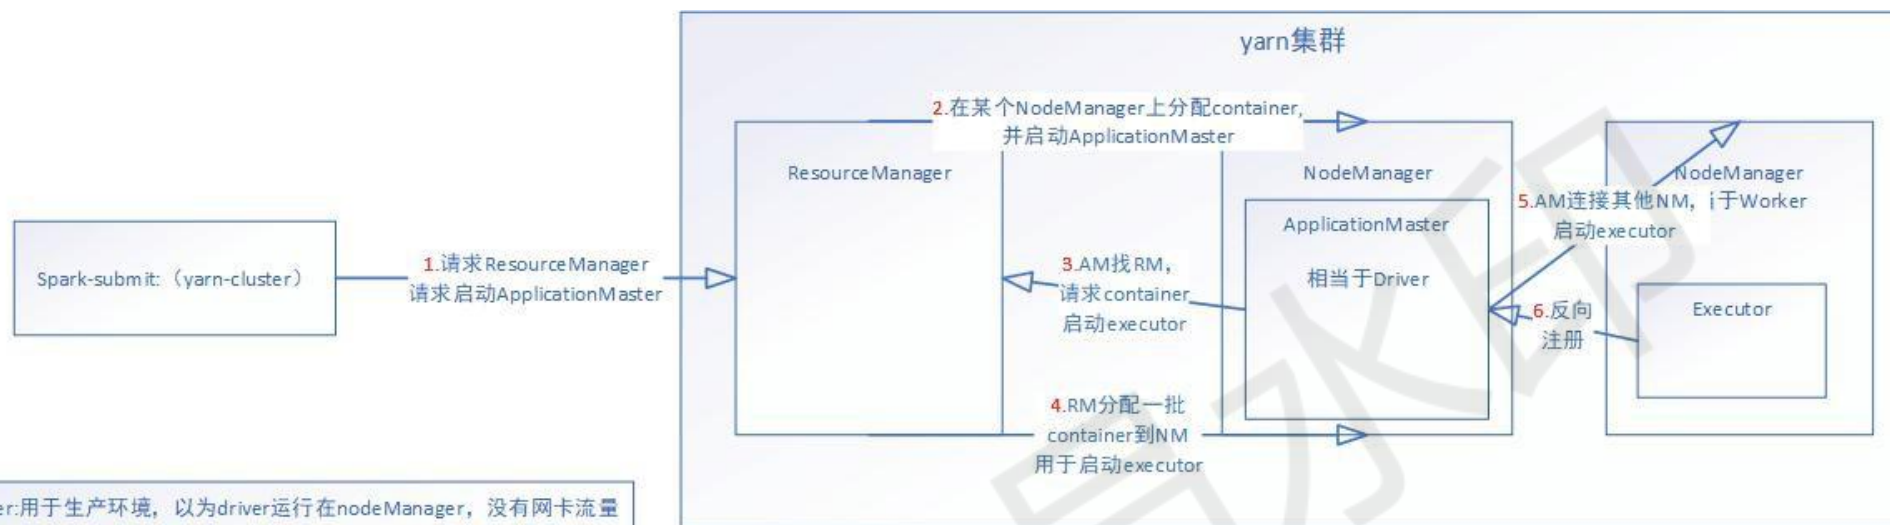 yarn集群
2.在某个NodeManager上分配container,
并启动ApplicationMaster
ResourceManager
NodeManager
NodeManager
5.AM连接其他NM，
于Worker
启动executor
ApplicationMaster
相当于Driver
Spark-submit:（yarn-cluster）
1.请求ResourceManager
请求启动ApplicationMaster
3.AM找RM，
请求container
启动executor
6.反向
注册
Executor
4.RM分配一批
container到NM
用于启动executor
er:用于生产环境，以为driver运行在nodeManager，没有网卡流量
水印